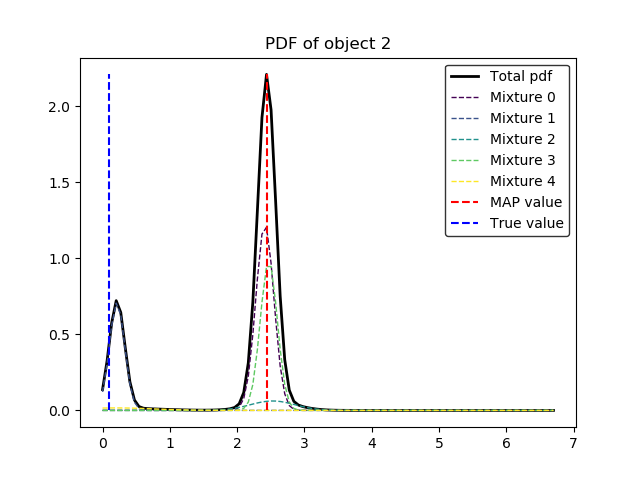 PDF of object 2
Total pdf
Mixture 0
Mixture 1
Mixture 2
Mixture 3
Mixture 4
MAP value
True value
2.0
1.5
1.0
0.5
0.0
0 1 2 3 4 5 6 7